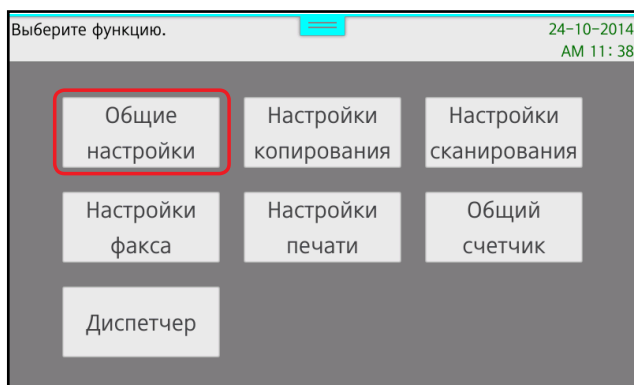 Выберите функцию.
24-10-2014
AM 11:38
Общие
настройки
Настройки
копирования
Настройки
сканирования
Настройки
факса
Настройки
печати
Общий
счетчик
Диспетчер